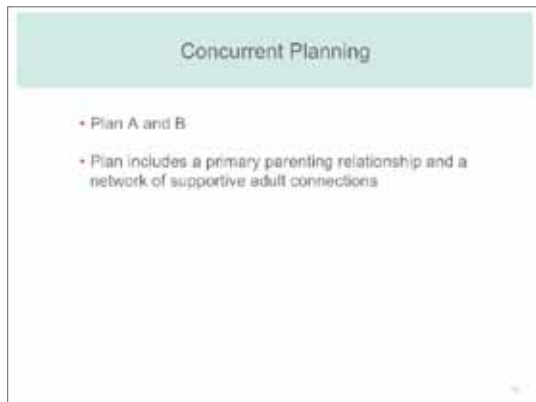 Concurrent Planning
• Plan A and B
• Plan includes a primary parenting relationship and a
network of supportive adult connections